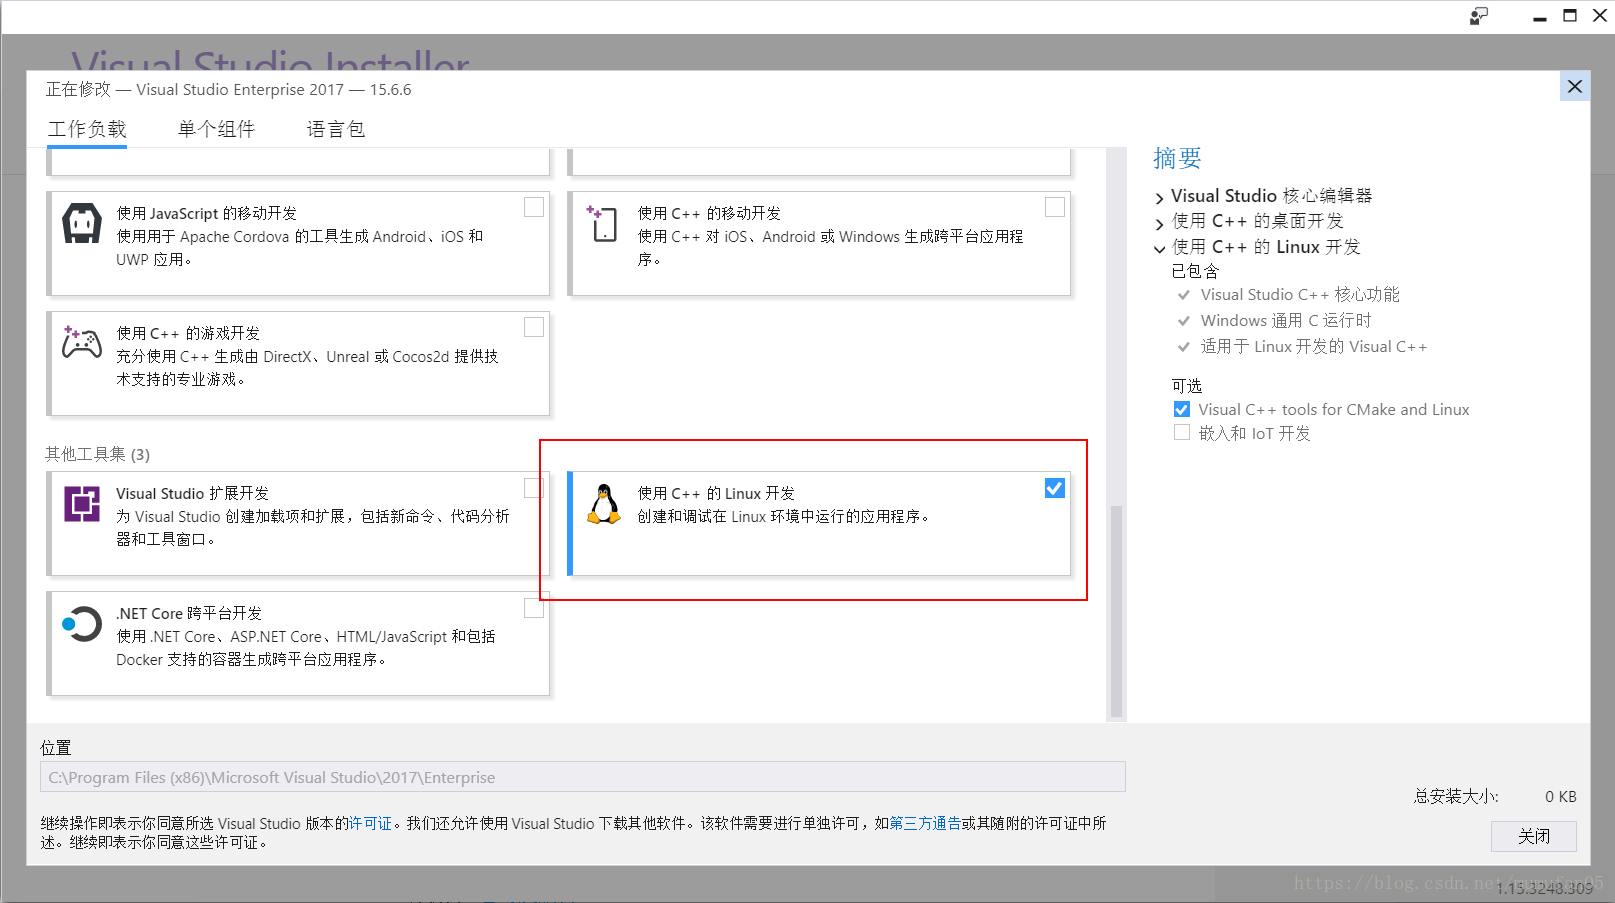 Visual Studio Installer
正在修改 — Visual Studio Enterprise 2017 — 15.6.6
工作负载 单个组件 语言包
使用 JavaScript 的移动开发
使用用于 Apache Cordova 的工具生成 Android、iOS 和
UWP 应用。
使用 C++ 的移动开发
使用 C++ 对 iOS、Android 或 Windows 生成跨平台应用程
序。
使用 C++ 的游戏开发
充分使用 C++ 生成由 DirectX、Unreal 或 Cocos2d 提供技
术支持的专业游戏。
其他工具集 (3)
Visual Studio 扩展开发
为 Visual Studio 创建加载项和扩展，包括新命令、代码分析
器和工具窗口。
使用 C++ 的 Linux 开发
创建和调试在 Linux 环境中运行的应用程序。
.NET Core 跨平台开发
使用 .NET Core、ASP.NET Core、HTML/JavaScript 和包括
Docker 支持的容器生成跨平台应用程序。
摘要
Visual Studio 核心编辑器
使用 C++ 的桌面开发
使用 C++ 的 Linux 开发
已包含
Visual Studio C++ 核心功能
Windows 通用 C 运行时
适用于 Linux 开发的 Visual C++
可选
Visual C++ tools for CMake and Linux
嵌入和 IoT 开发
位置
C:\Program Files (x86)\Microsoft Visual Studio\2017\Enterprise
总安装大小: 0 KB
继续操作即表示你同意所选 Visual Studio 版本的许可证。我们还允许使用 Visual Studio 下载其他软件。该软件需要进行单独许可，如第三方通告或其随附的许可证中所
述。继续即表示你同意这些许可证。
关闭
1.15.3248.309